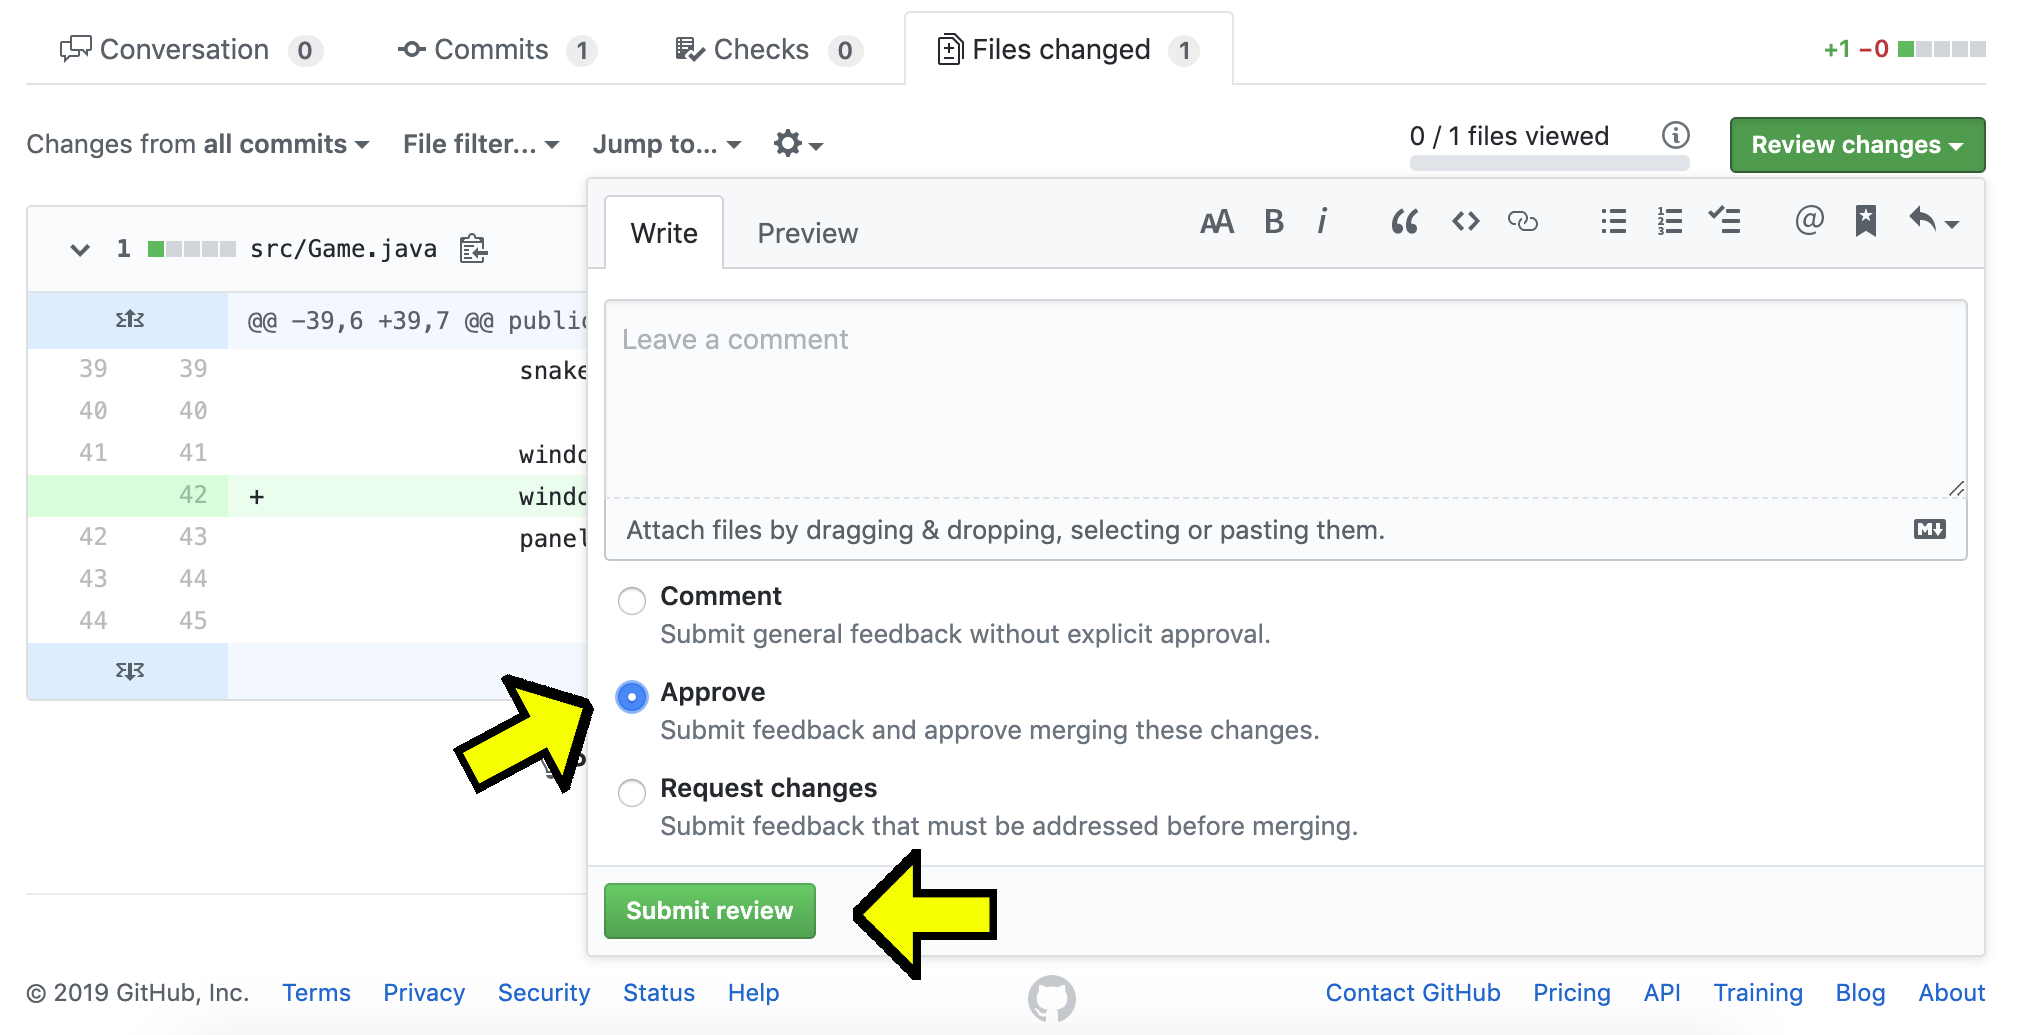 Conversation 0 Commits 1 Checks 0 Files changed 1 +1 −0
Changes from all commits File filter... Jump to... 0 / 1 files viewed Review changes
Write Preview AA B i @
1 src/Game.java
@@ −39,6 +39,7 @@ public
Leave a comment
39 39 snake
40 40
41 41 windo
42 + windo
42 43 panel
43 44
44 45
Attach files by dragging & dropping, selecting or pasting them. M↓
Comment
Submit general feedback without explicit approval.
Approve
Submit feedback and approve merging these changes.
Request changes
Submit feedback that must be addressed before merging.
Submit review
© 2019 GitHub, Inc. Terms Privacy Security Status Help Contact GitHub Pricing API Training Blog About